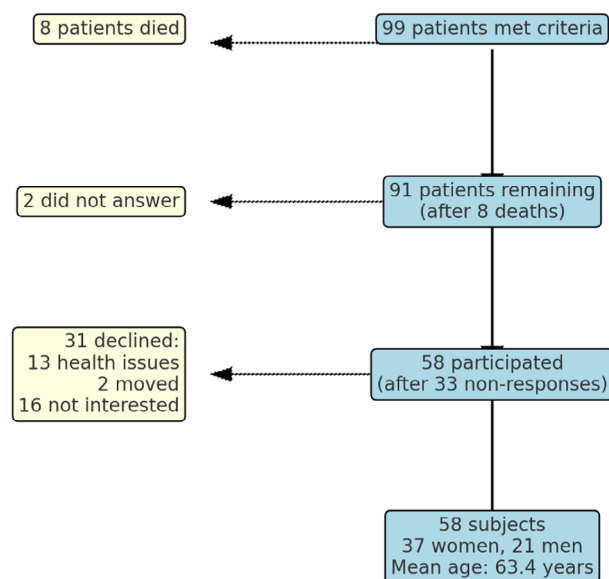 8 patients died
99 patients met criteria
2 did not answer
91 patients remaining
(after 8 deaths)
31 declined:
13 health issues
2 moved
16 not interested
58 participated
(after 33 non-responses)
58 subjects
37 women, 21 men
Mean age: 63.4 years